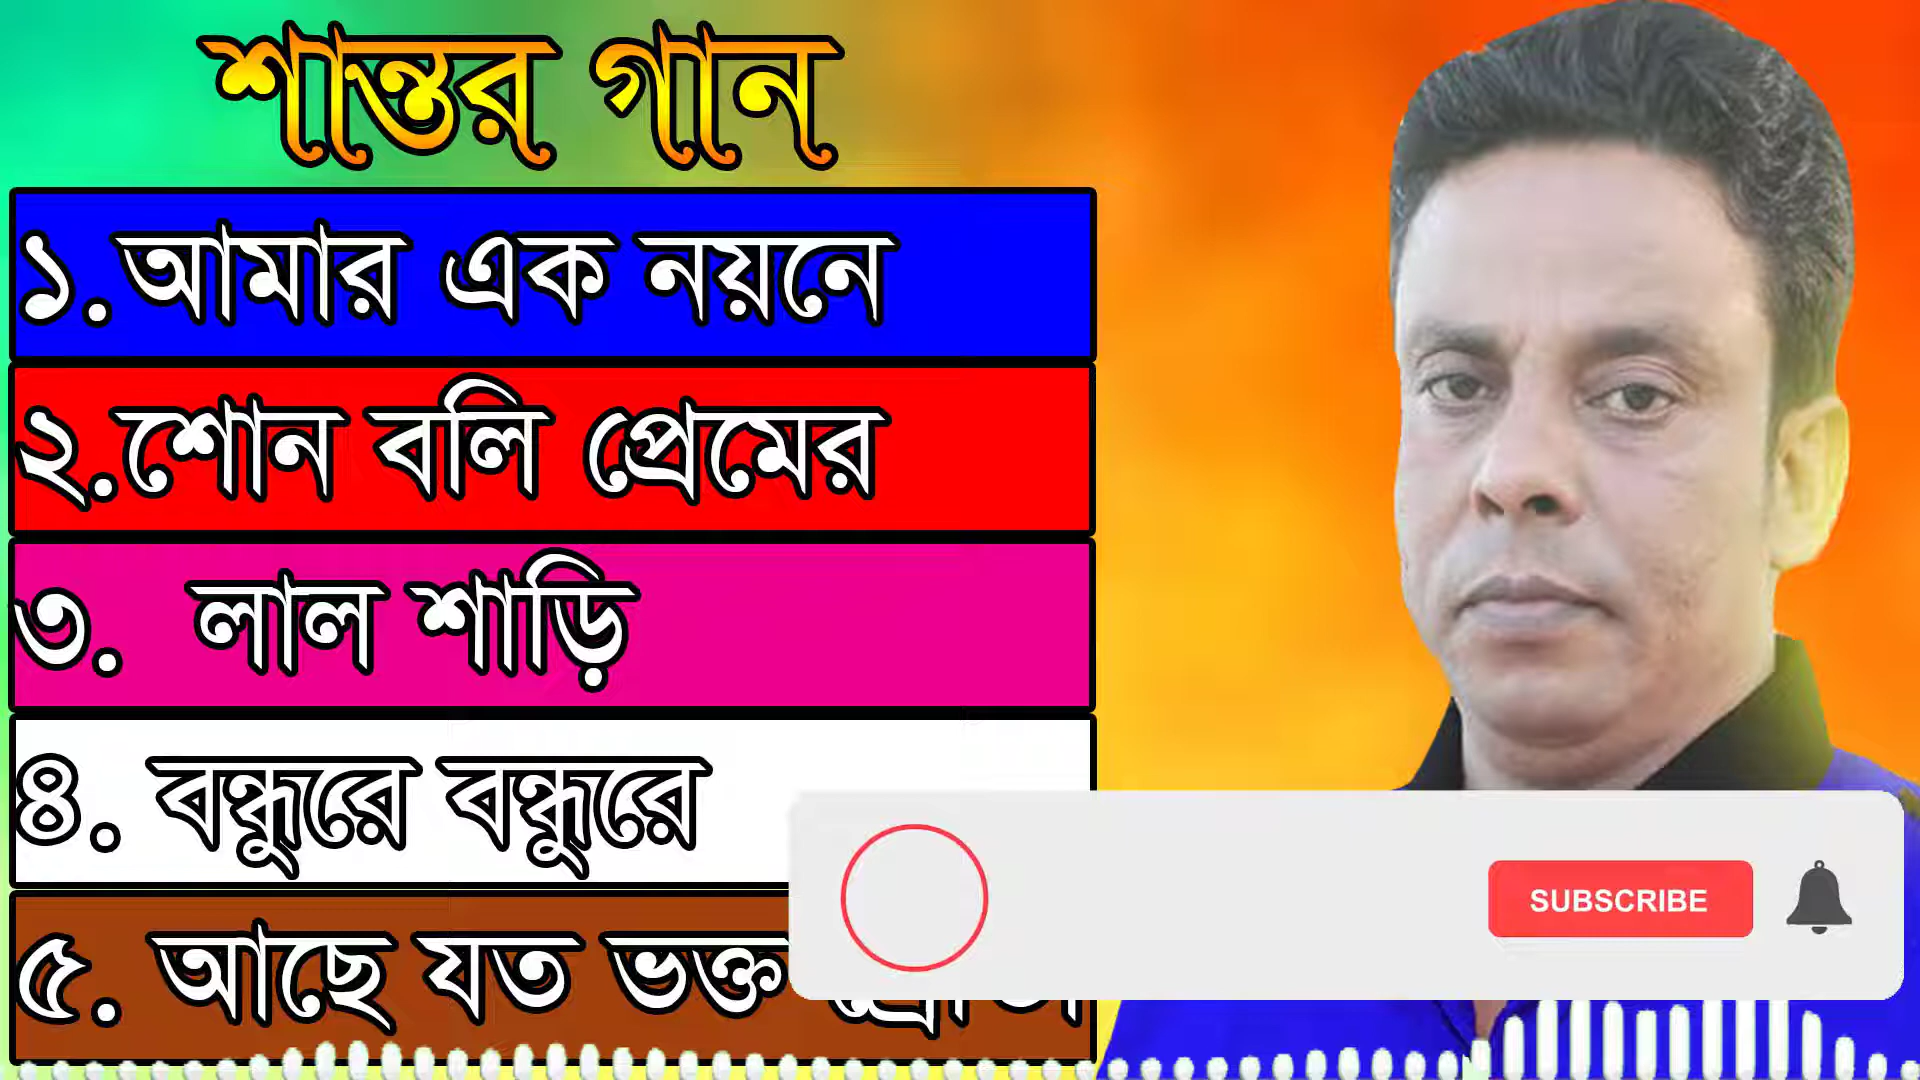 শান্তর গান
১.আমার এক নয়নে
২.শোন বলি প্রেমের
৩. লাল শাড়ি
৪. বন্ধুরে বন্ধুরে
৫. আছে যত ভক্ত
SUBSCRIBE